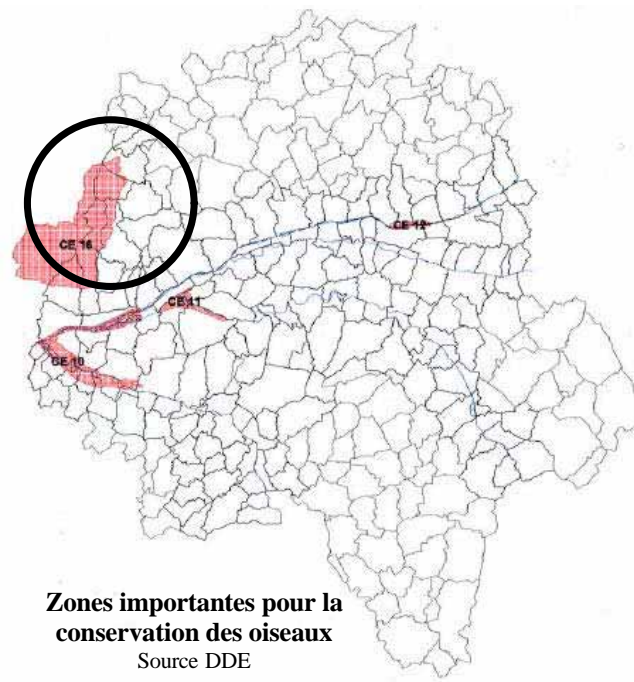 CE 12
CE 16
CE 11
CE 10
Zones importantes pour la
conservation des oiseaux
Source DDE